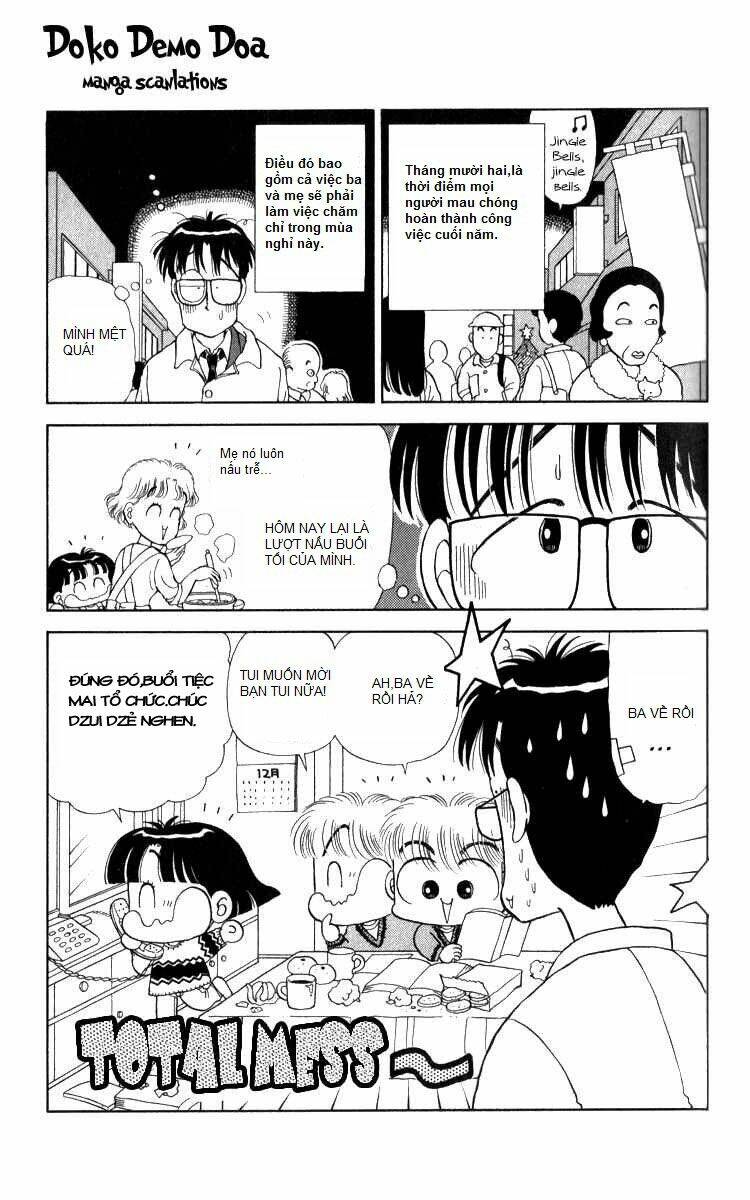 DOKO DEMO DOA
MANGA SCANLATIONS
Jingle
Bells,
jingle
Bells.
Tháng mười hai,là
thời điểm mọi
người mau chóng
hoàn thành công
việc cuối năm.
Điều đó bao
gồm cả việc ba
và mẹ sẽ phải
làm việc chăm
chỉ trong mùa
nghỉ này.
MÌNH MỆT
QUÁ!
Mẹ nó luôn
nấu trễ...
HÔM NAY LẠI LÀ
LƯỢT NẤU BUỔI
TỐI CỦA MÌNH.
BA VỀ RỒI
...
AH,BA VỀ
RỒI HẢ?
TUI MUỐN MỜI
BẠN TUI NỮA!
ĐÚNG ĐÓ,BUỔI TIỆC
MAI TỔ CHỨC.CHÚC
DZUI DZẺ NGHEN.
12月
TOTAL MESS ~